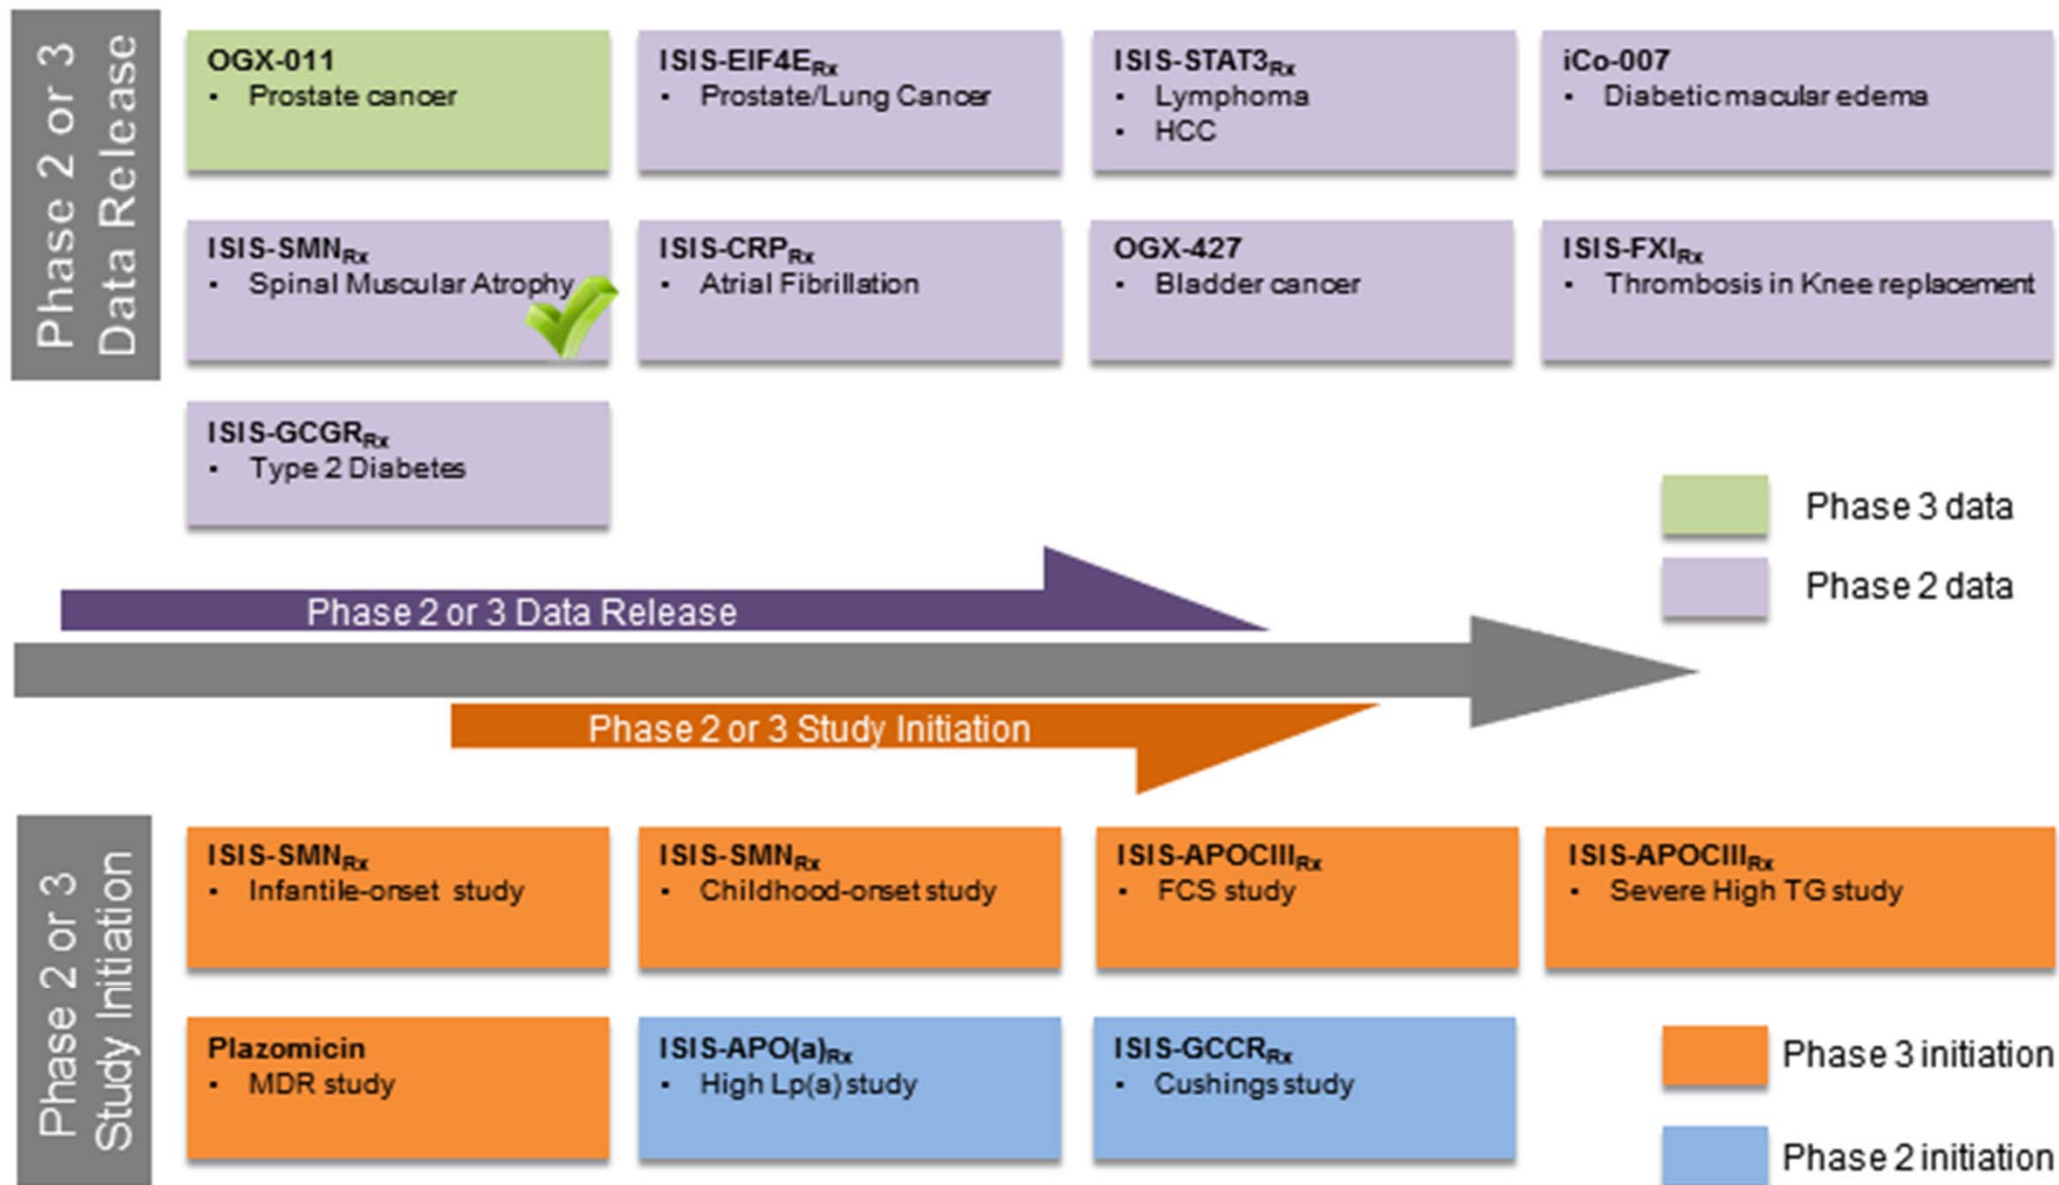 Phase 2 or 3
Data Release
OGX-011
▪ Prostate cancer
ISIS-EIF4ERx
▪ Prostate/Lung Cancer
ISIS-STAT3Rx
▪ Lymphoma
▪ HCC
iCo-007
▪ Diabetic macular edema
ISIS-SMNRx
▪ Spinal Muscular Atrophy
ISIS-CRPRx
▪ Atrial Fibrillation
OGX-427
▪ Bladder cancer
ISIS-FXIRx
▪ Thrombosis in Knee replacement
ISIS-GCGRRx
▪ Type 2 Diabetes
Phase 3 data
Phase 2 data
Phase 2 or 3 Data Release
Phase 2 or 3 Study Initiation
Phase 2 or 3
Study Initiation
ISIS-SMNRx
▪ Infantile-onset study
ISIS-SMNRx
▪ Childhood-onset study
ISIS-APOCIIIRx
▪ FCS study
ISIS-APOCIIIRx
▪ Severe High TG study
Plazomicin
▪ MDR study
ISIS-APO(a)Rx
▪ High Lp(a) study
ISIS-GCCRRx
▪ Cushings study
Phase 3 initiation
Phase 2 initiation